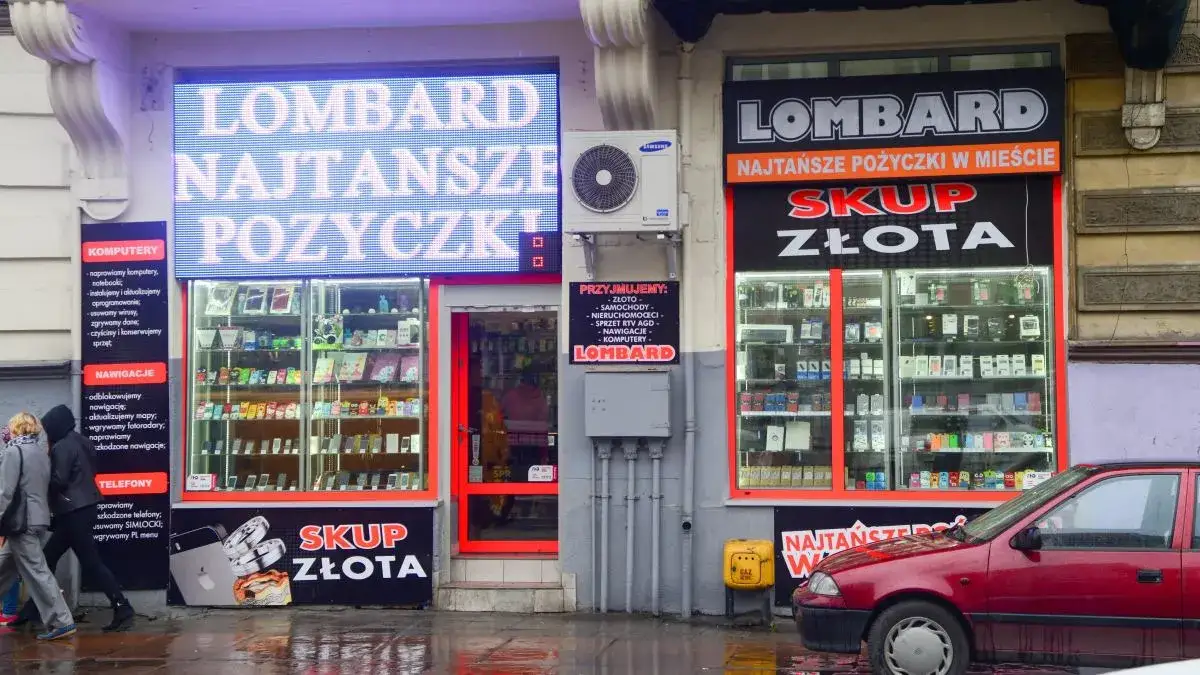 LOMBARD
NAJTANSZE
POZYCZKI
SAMSUNG
LOMBARD
NAJTAŃSZE POŻYCZKI W MIEŚCIE
SKUP
ZŁOTA
KOMPUTERY
- naprawiamy komputery,
notebooki;
- instalujemy i aktualizujemy
oprogramowanie;
- usuwamy wirusy,
zgrywamy dane;
- czyścimy i konserwujemy
sprzęt;
NAWIGACJE
- odblokowujemy
nawigacje;
- aktualizujemy mapy;
wgrywamy fotoradary;
naprawiamy
szkodzone nawigacje;
TELEFONY
naprawiamy
szkodzone telefony;
usuwamy SIMLOCKI;
wgrywamy PL menu
PRZYJMUJEMY:
- ZŁOTO -
- SAMOCHODY -
- NIERUCHOMOŚCI -
- SPRZĘT RTV AGD -
- NAWIGACJE -
- KOMPUTERY -
LOMBARD
SKUP
ZŁOTA
GAZ
NAJTAŃSZE
W